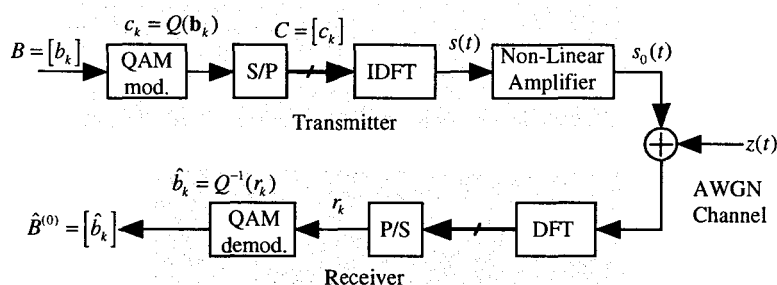 c_k = Q(b_k)
C = [c_k]
B = [b_k]
QAM
mod.
S/P
IDFT
s(t)
Non-Linear
Amplifier
s_0(t)
Transmitter
z(t)
AWGN
Channel
b̂_k = Q^{-1}(r_k)
B̂^{(0)} = [b̂_k]
QAM
demod.
r_k
P/S
DFT
Receiver